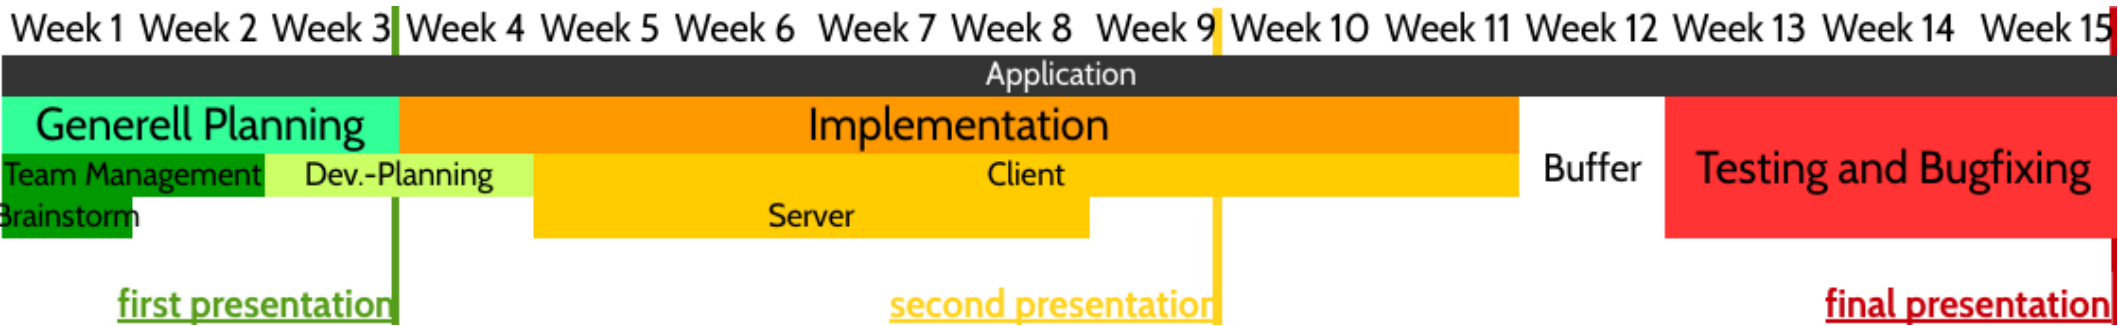 Week 1 Week 2 Week 3 Week 4 Week 5 Week 6 Week 7 Week 8 Week 9 Week 10 Week 11 Week 12 Week 13 Week 14 Week 15
Application
Generell Planning Implementation
Buffer Testing and Bugfixing
Team Management Dev.-Planning Client
Brainstorm Server
first presentation second presentation final presentation